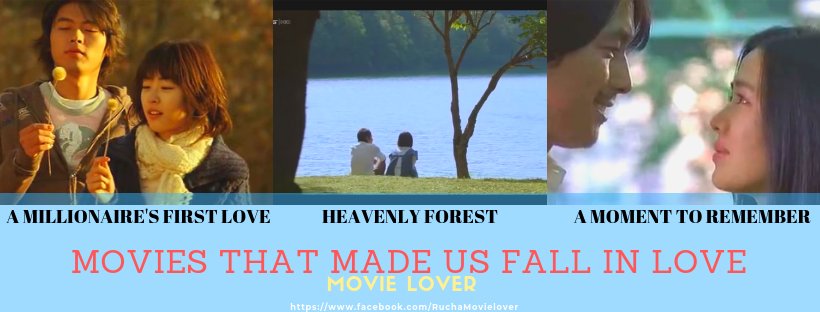 A MILLIONAIRE'S FIRST LOVE
HEAVENLY FOREST
A MOMENT TO REMEMBER
MOVIES THAT MADE US FALL IN LOVE
MOVIE LOVER
https://www.facebook.com/RuchaMovielover